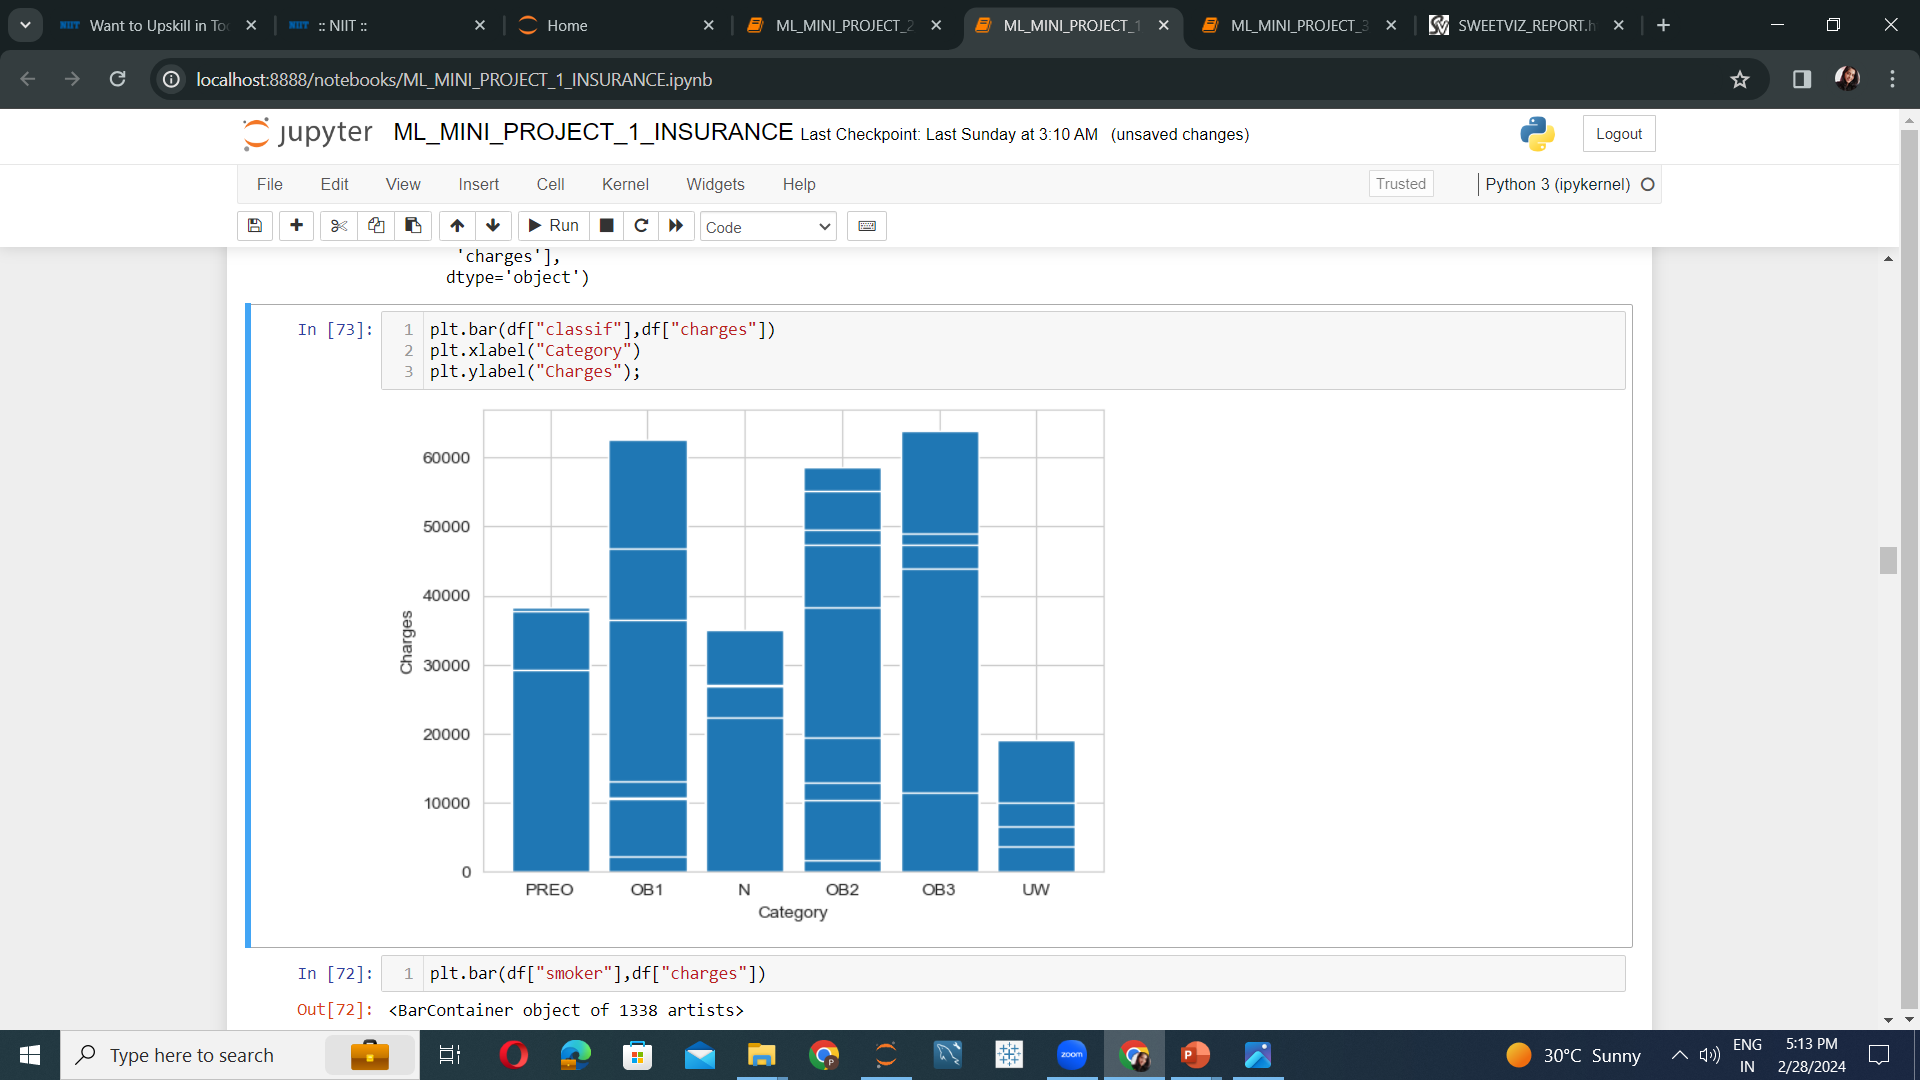 Want to Upskill in Too
:: NIIT ::
Home
ML_MINI_PROJECT_2
ML_MINI_PROJECT_1
ML_MINI_PROJECT_3
SWEETVIZ_REPORT.h
localhost:8888/notebooks/ML_MINI_PROJECT_1_INSURANCE.ipynb
jupyter ML_MINI_PROJECT_1_INSURANCE Last Checkpoint: Last Sunday at 3:10 AM (unsaved changes)
Logout
File Edit View Insert Cell Kernel Widgets Help
Trusted
Python 3 (ipykernel)
Run
Code
'charges'],
dtype='object')
In [73]:
1 plt.bar(df["classif"],df["charges"])
2 plt.xlabel("Category")
3 plt.ylabel("Charges");
60000
50000
40000
30000
20000
10000
0
Charges
PREO OB1 N OB2 OB3 UW
Category
In [72]: 1 plt.bar(df["smoker"],df["charges"])
Out[72]: <BarContainer object of 1338 artists>
Type here to search
zoom
30°C Sunny
ENG
IN
5:13 PM
2/28/2024